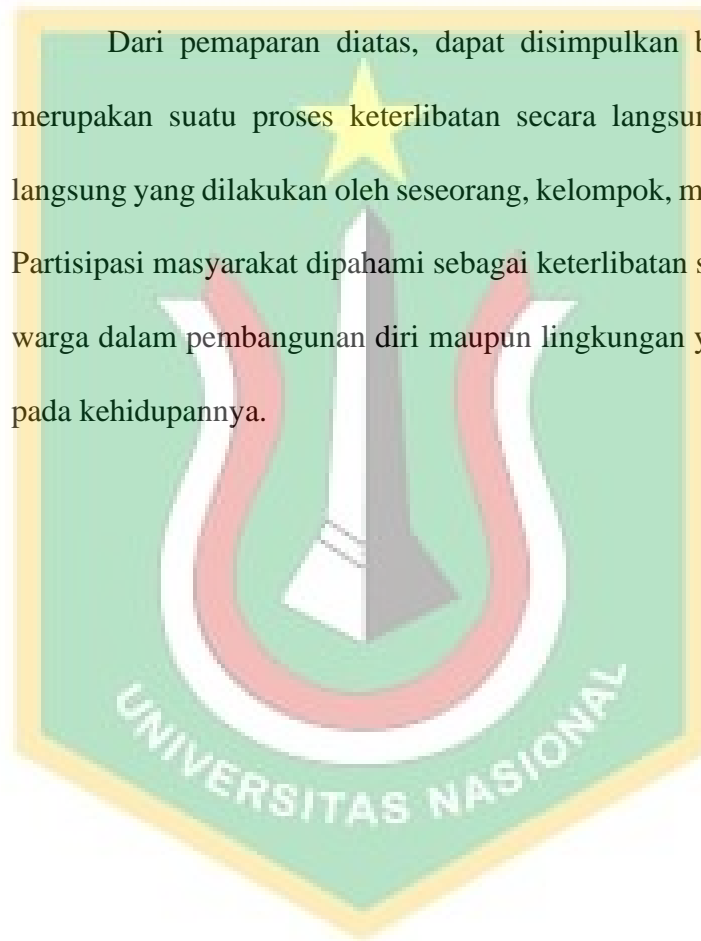 Dari pemaparan diatas, dapat disimpulkan
merupakan suatu proses keterlibatan secara
langsung yang dilakukan oleh seseorang, kelompok,
Partisipasi masyarakat dipahami sebagai keterlibatan
warga dalam pembangunan diri maupun lingkungan
pada kehidupannya.
UNIVERSITAS NASIONAL